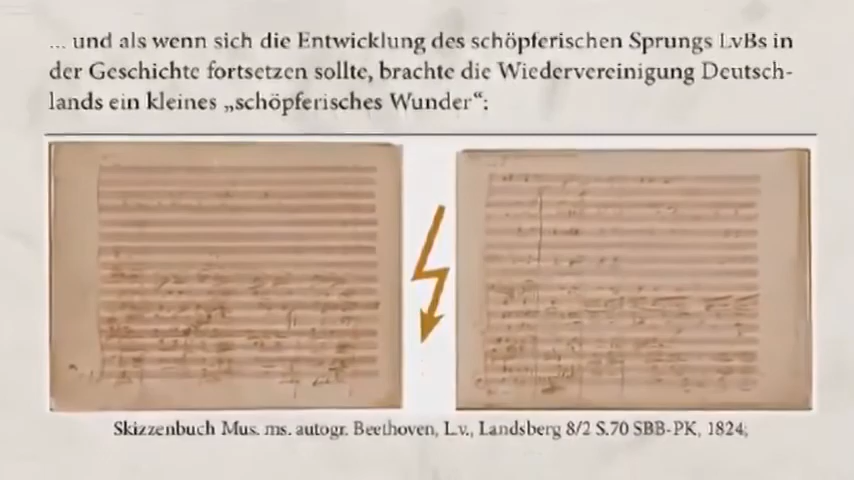 ... und als wenn sich die Entwicklung des schöpferischen Sprungs LvBs in
der Geschichte fortsetzen sollte, brachte die Wiedervereinigung Deutsch-
lands ein kleines „schöpferisches Wunder“:
Skizzenbuch Mus. ms. autogr. Beethoven, L.v., Landsberg 8/2 S.70 SBB-PK, 1824;